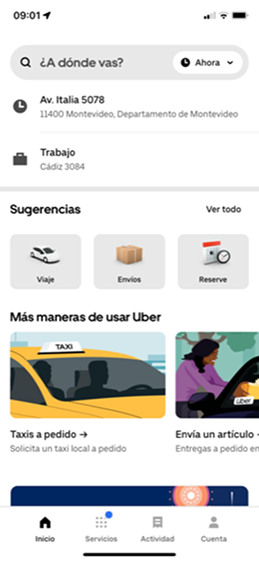 09:01
¿A dónde vas?
Ahora
Av. Italia 5078
11400 Montevideo, Departamento de Montevideo
Trabajo
Cádiz 3084
Sugerencias
Ver todo
Viaje
Envíos
Reserve
Más maneras de usar Uber
TAXI
Uber
Taxis a pedido →
Envía un artículo
Solicita un taxi local a pedido
Entregas a pedido en
Inicio
Servicios
Actividad
Cuenta